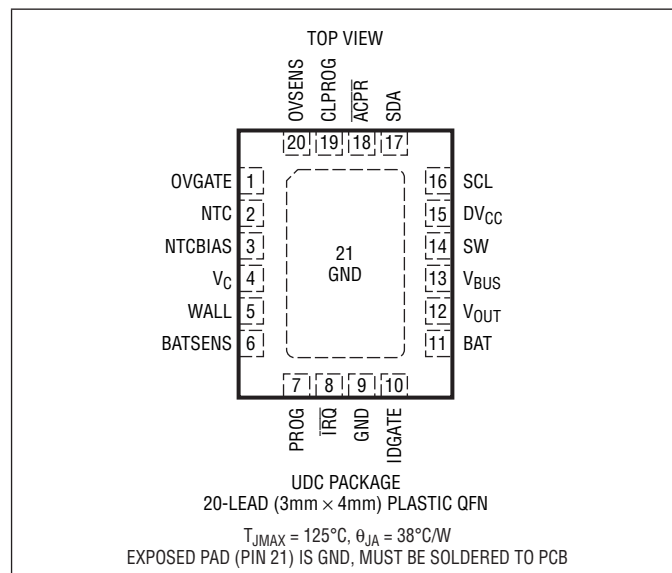 TOP VIEW
OVSENS
CLPROG
A̅C̅P̅R̅
SDA
20
19
18
17
OVGATE 1
NTC 2
NTCBIAS 3
VC 4
WALL 5
BATSENS 6
21
GND
16 SCL
15 DVCC
14 SW
13 VBUS
12 VOUT
11 BAT
7
8
9
10
PROG
I̅R̅Q̅
GND
IDGATE
UDC PACKAGE
20-LEAD (3mm × 4mm) PLASTIC QFN
TJMAX = 125°C, θJA = 38°C/W
EXPOSED PAD (PIN 21) IS GND, MUST BE SOLDERED TO PCB